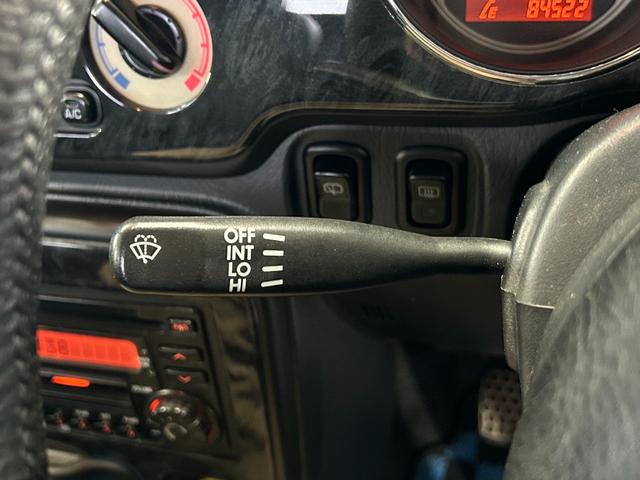 84522
A/C
OFF
INT
LO
HI